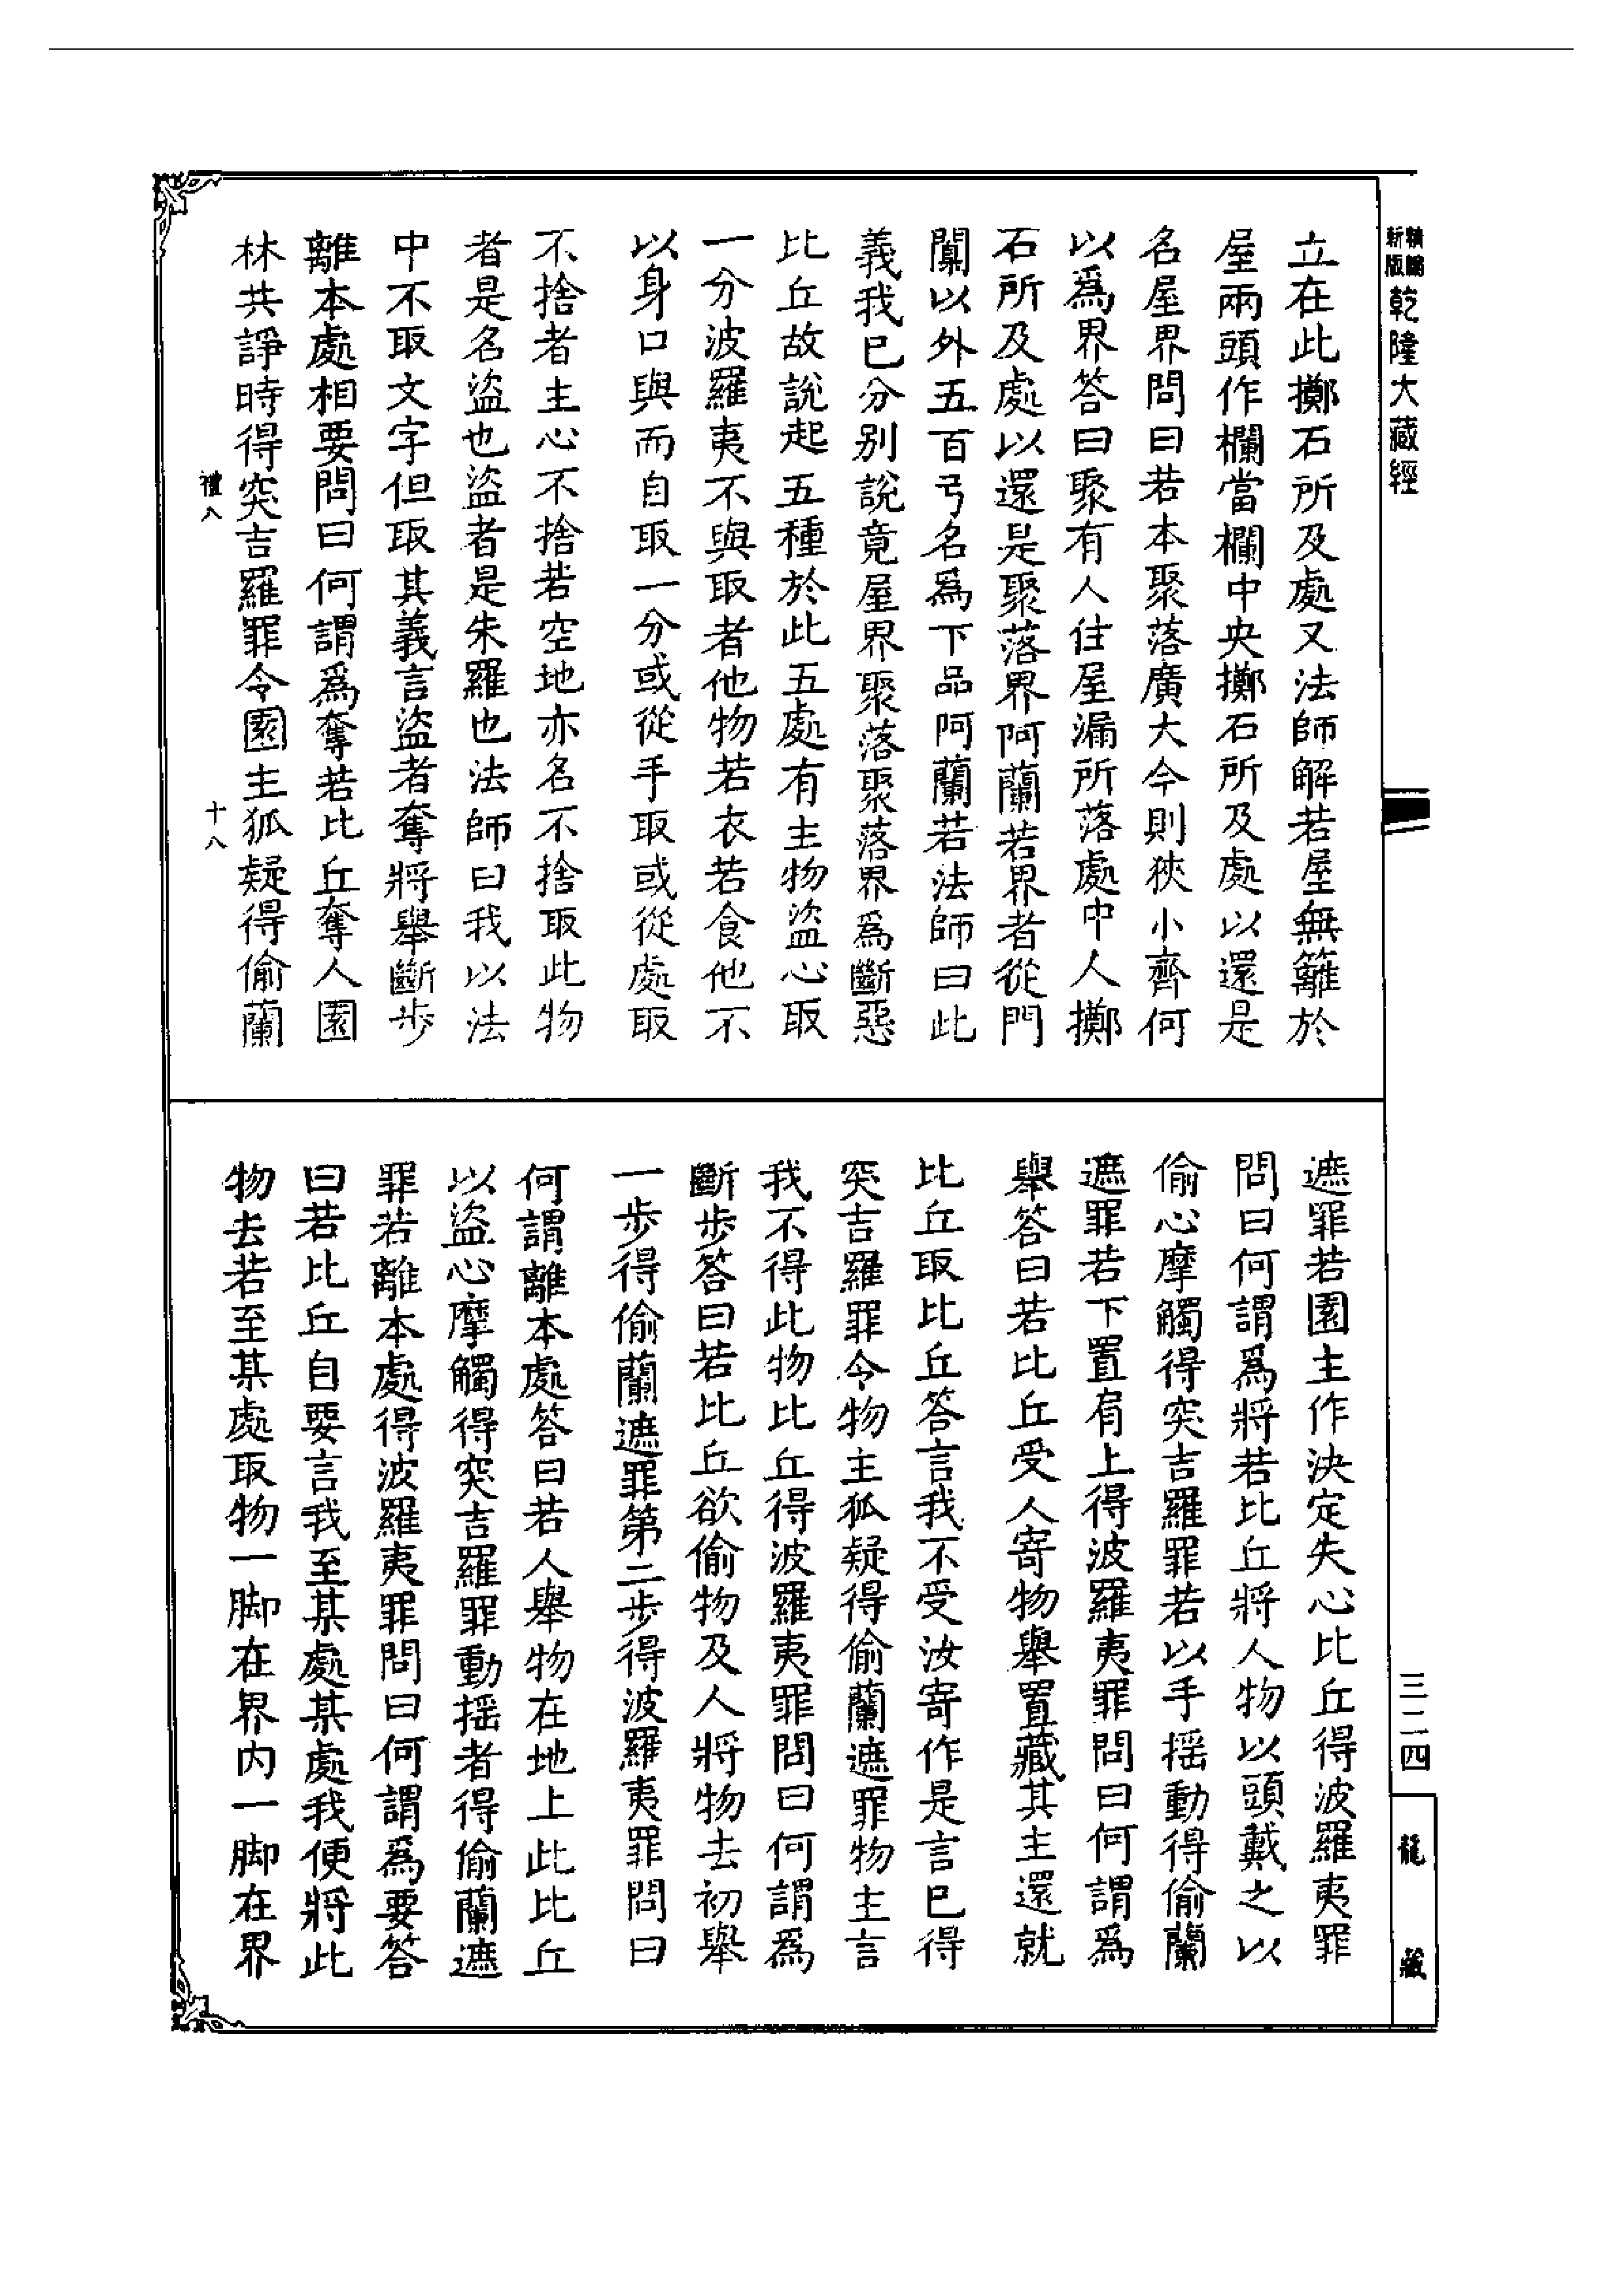 精縮
新版
乾隆大藏經
立在此擲石所及處又法師解若屋無籬於
屋兩頭作欄當欄中央擲石所及處以還是
名屋界問曰若本聚落廣大今則狹小齊何
以為界答曰聚有人住屋漏所落處中人擲
石所及處以還是聚落界阿蘭若界者從門
闑以外五百弓名為下品阿蘭若法師曰此
義我已分別說竟屋界聚落聚落界為斷惡
比丘故說起五種於此五處有主物盜心取
一分波羅夷不與取者他物若衣若食他不
以身口與而自取一分或從手取或從處取
不捨者主心不捨若空地亦名不捨取此物
者是名盜也盜者是朱羅也法師曰我以法
中不取文字但取其義言盜者奪將舉斷步
離本處相要問曰何謂為奪若比丘奪人園
林共諍時得突吉羅罪令園主狐疑得偷蘭
禮八
十八
遮罪若園主作決定失心比丘得波羅夷罪
問曰何謂為將若比丘將人物以頭戴之以
偷心摩觸得突吉羅罪若以手搖動得偷蘭
遮罪若下置肩上得波羅夷罪問曰何謂為
舉答曰若比丘受人寄物舉置藏其主還就
比丘取比丘答言我不受汝寄作是言已得
突吉羅罪令物主狐疑得偷蘭遮罪物主言
我不得此物比丘得波羅夷罪問曰何謂為
斷步答曰若比丘欲偷物及人將物去初舉
一步得偷蘭遮罪第二步得波羅夷罪問曰
何謂離本處答曰若人舉物在地上此比丘
以盜心摩觸得突吉羅罪動搖者得偷蘭遮
罪若離本處得波羅夷罪問曰何謂為要答
曰若比丘自要言我至某處某處我便將此
物去若至某處取物一脚在界內一脚在界
三二四
龍藏